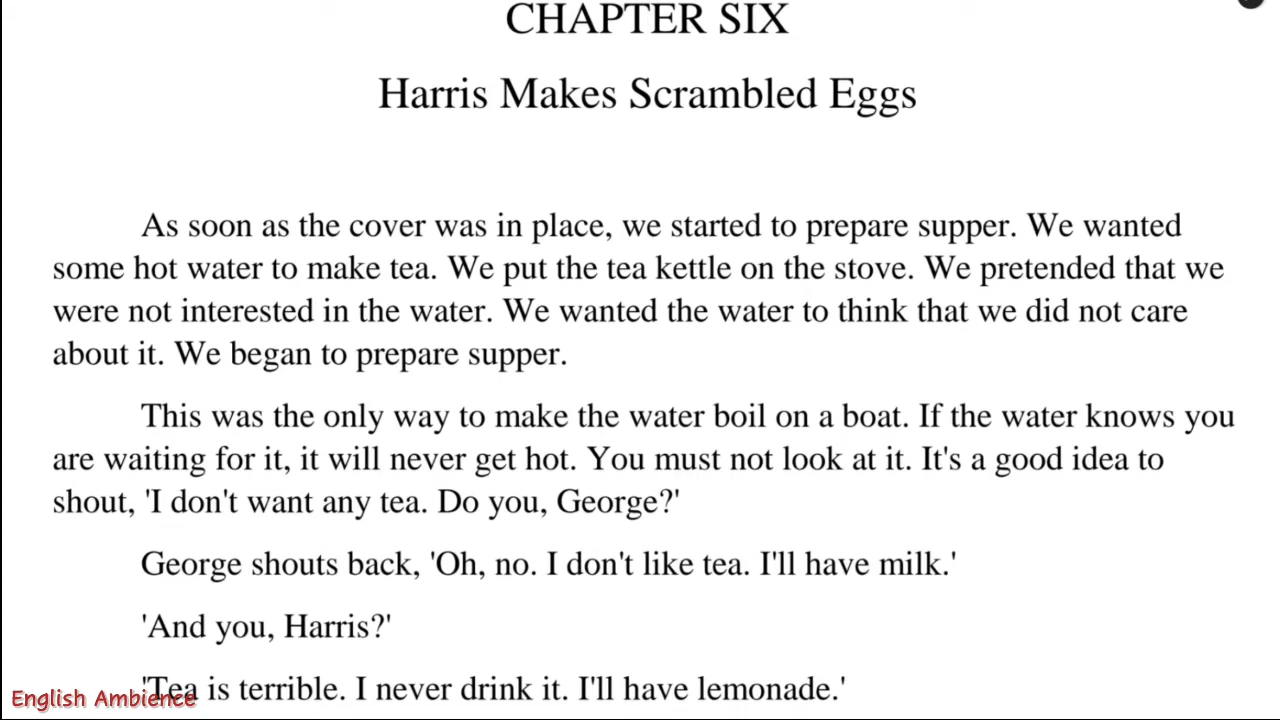 CHAPTER SIX
Harris Makes Scrambled Eggs
As soon as the cover was in place, we started to prepare supper. We wanted
some hot water to make tea. We put the tea kettle on the stove. We pretended that we
were not interested in the water. We wanted the water to think that we did not care
about it. We began to prepare supper.
This was the only way to make the water boil on a boat. If the water knows you
are waiting for it, it will never get hot. You must not look at it. It's a good idea to
shout, 'I don't want any tea. Do you, George?'
George shouts back, 'Oh, no. I don't like tea. I'll have milk.'
'And you, Harris?'
'Tea is terrible. I never drink it. I'll have lemonade.'
English Ambience